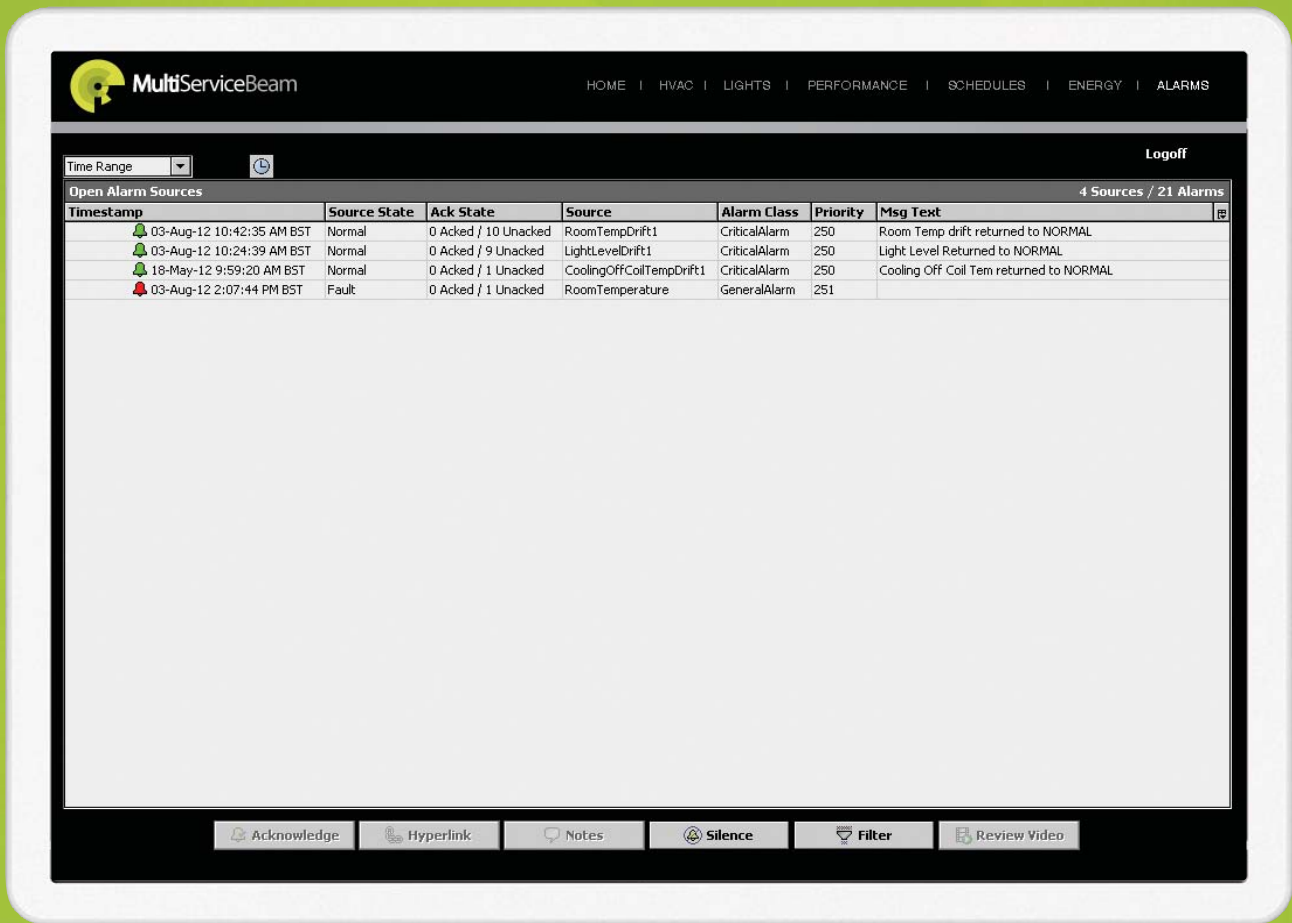 MultiServiceBeam
HOME | HVAC | LIGHTS | PERFORMANCE | SCHEDULES | ENERGY | ALARMS
Logoff
Time Range
Open Alarm Sources 4 Sources / 21 Alarms
Timestamp Source State Ack State Source Alarm Class Priority Msg Text
03-Aug-12 10:42:35 AM BST Normal 0 Acked / 10 Unacked RoomTempDrift1 CriticalAlarm 250 Room Temp drift returned to NORMAL
03-Aug-12 10:24:39 AM BST Normal 0 Acked / 9 Unacked LightLevelDrift1 CriticalAlarm 250 Light Level Returned to NORMAL
18-May-12 9:59:20 AM BST Normal 0 Acked / 1 Unacked CoolingOffCoilTempDrift1 CriticalAlarm 250 Cooling Off Coil Tem returned to NORMAL
03-Aug-12 2:07:44 PM BST Fault 0 Acked / 1 Unacked RoomTemperature GeneralAlarm 251
Acknowledge Hyperlink Notes Silence Filter Review Video